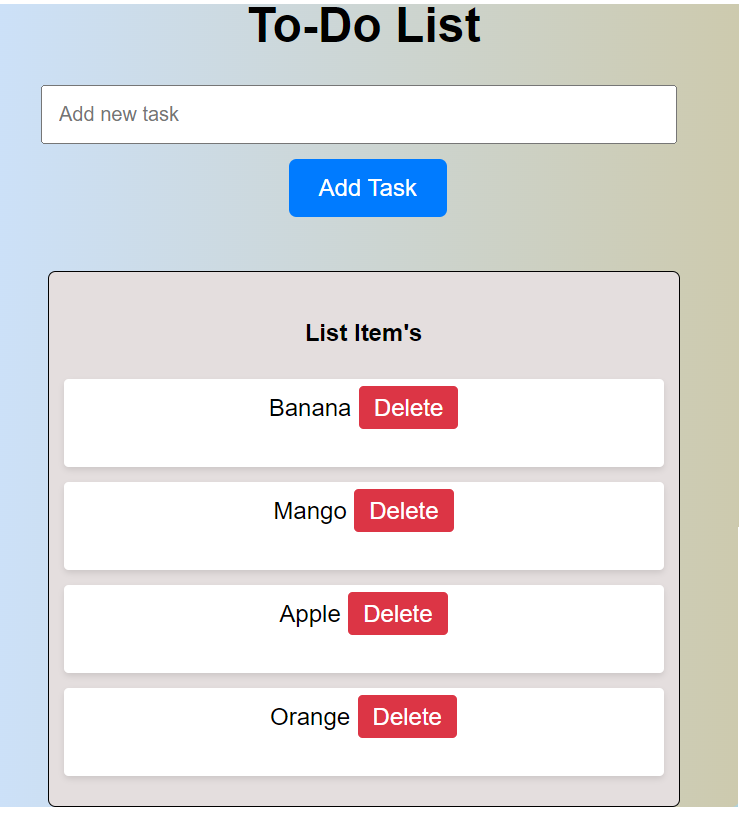 To-Do List
Add new task
Add Task
List Item's
Banana Delete
Mango Delete
Apple Delete
Orange Delete